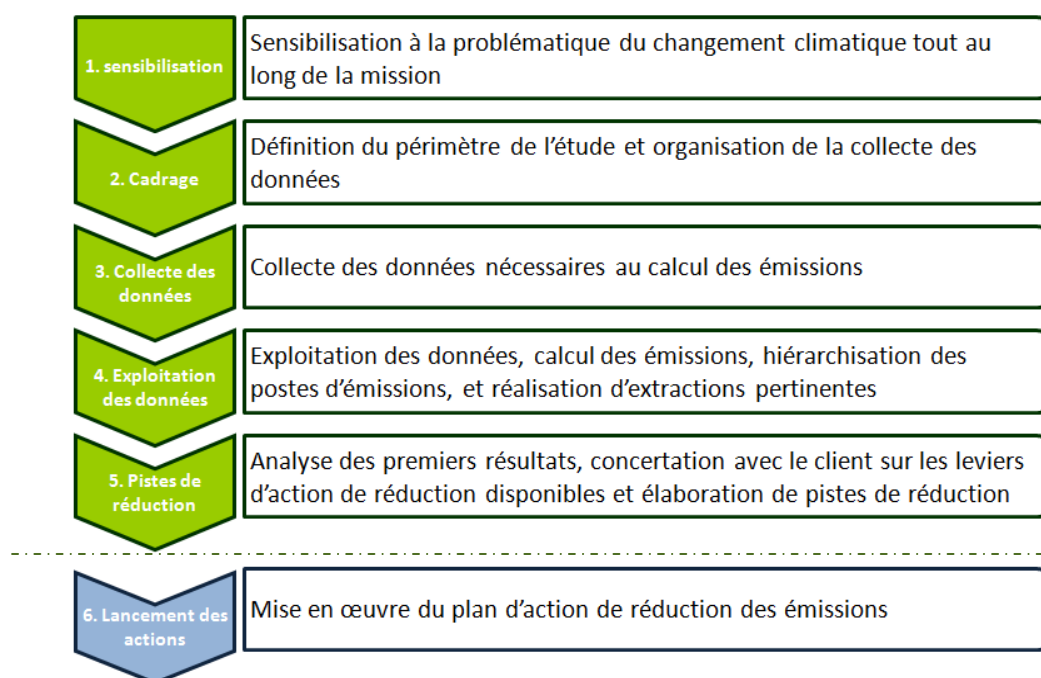 1. sensibilisation
Sensibilisation à la problématique du changement climatique tout au
long de la mission
2. Cadrage
Définition du périmètre de l'étude et organisation de la collecte des
données
3. Collecte des
données
Collecte des données nécessaires au calcul des émissions
4. Exploitation
des données
Exploitation des données, calcul des émissions, hiérarchisation des
postes d'émissions, et réalisation d'extractions pertinentes
5. Pistes de
réduction
Analyse des premiers résultats, concertation avec le client sur les leviers
d'action de réduction disponibles et élaboration de pistes de réduction
6. Lancement des
actions
Mise en œuvre du plan d'action de réduction des émissions